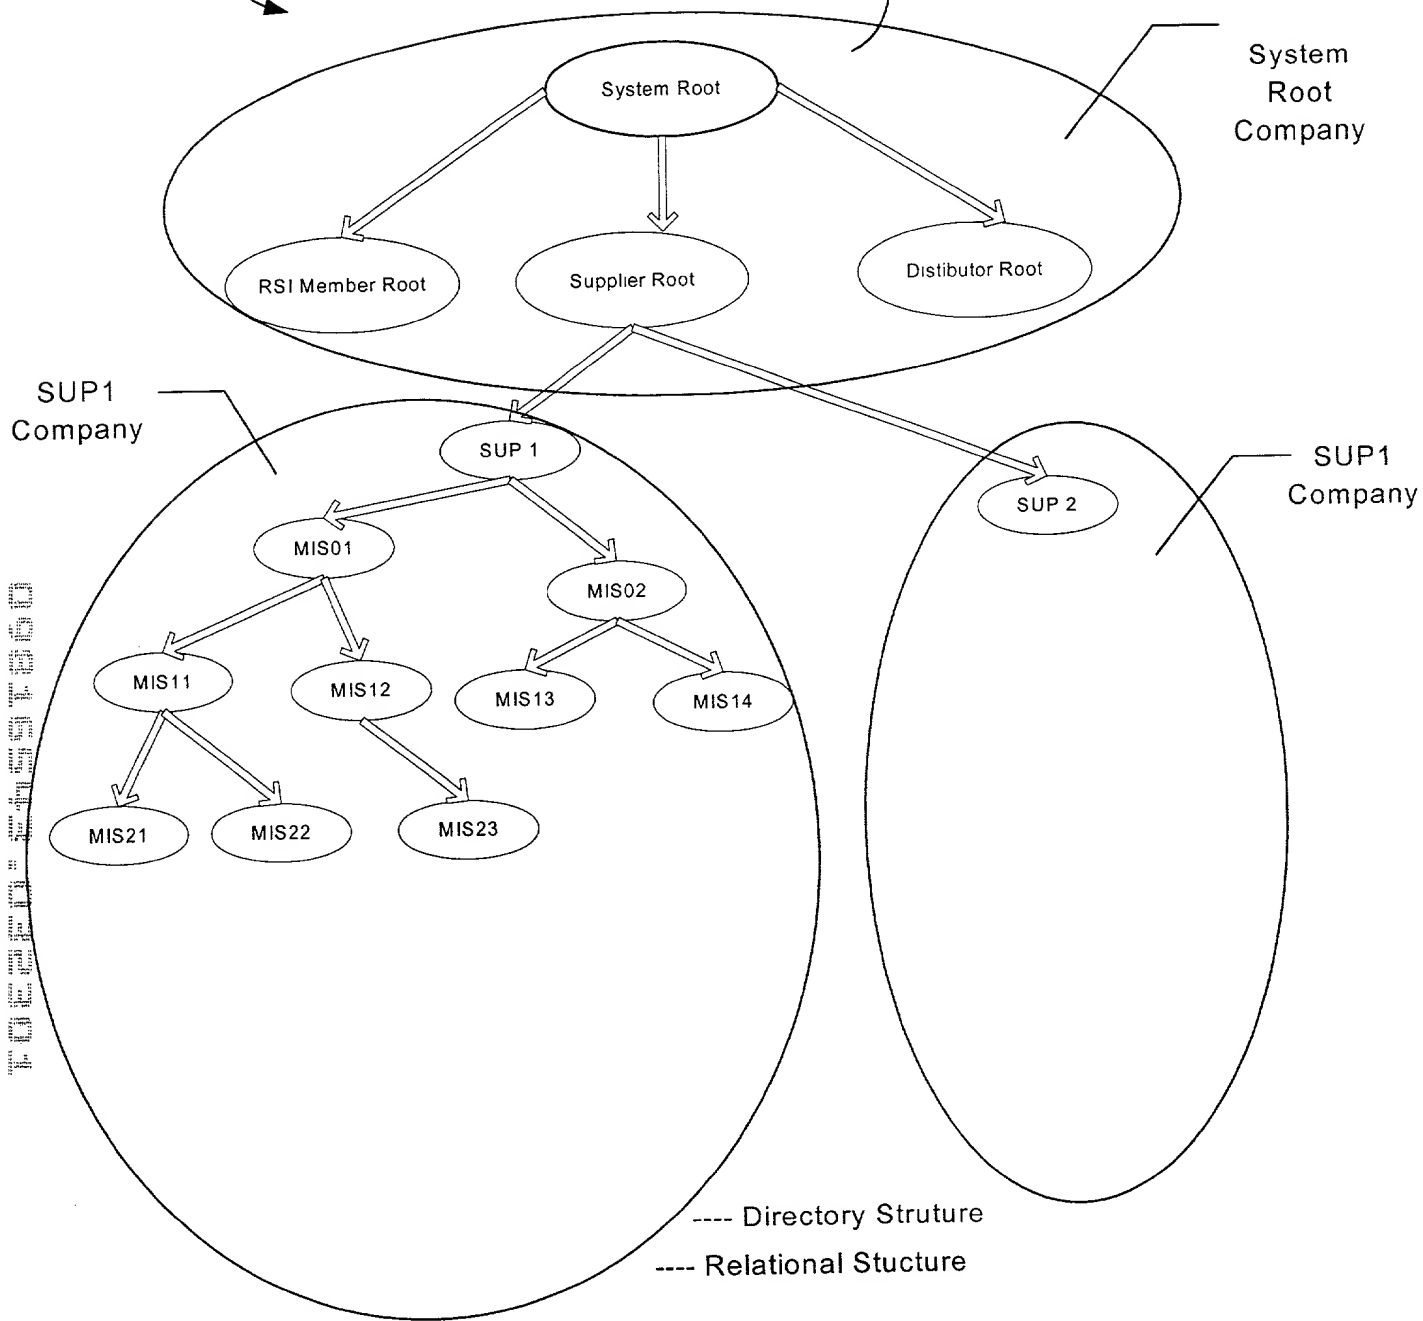 System Root
System
Root
Company
RSI Member Root
Supplier Root
Distibutor Root
SUP1
Company
SUP 1
SUP 2
SUP1
Company
MIS01
MIS02
MIS11
MIS12
MIS13
MIS14
MIS21
MIS22
MIS23
---- Directory Struture
---- Relational Stucture